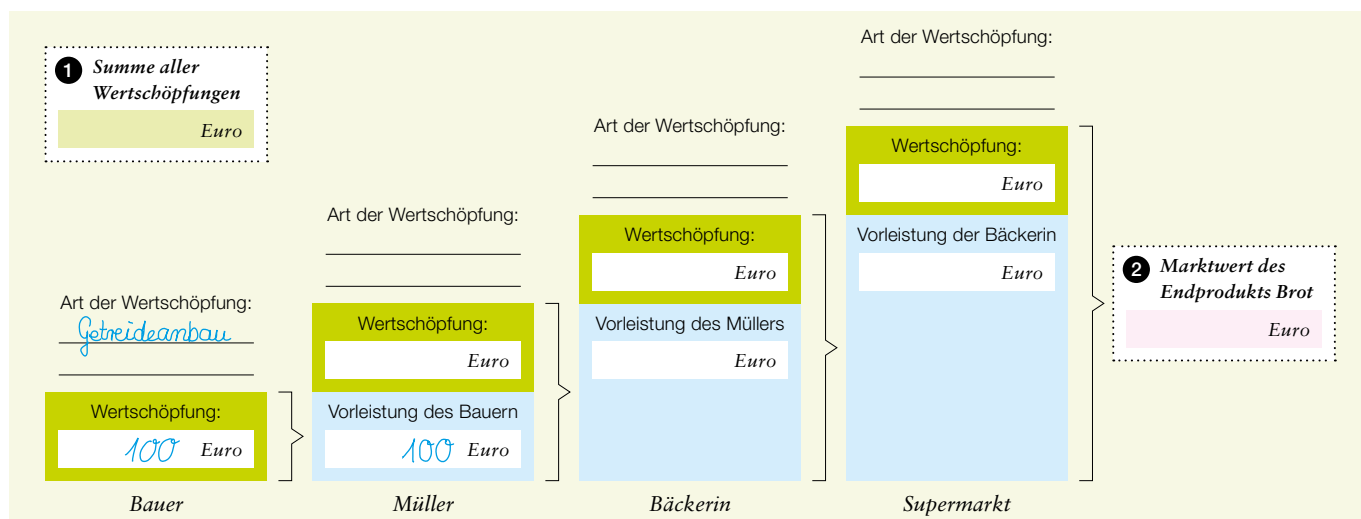 1 Summe aller
Wertschöpfungen
Euro
Art der Wertschöpfung:
Getreideanbau
Wertschöpfung:
100 Euro
Bauer
Art der Wertschöpfung:
Wertschöpfung:
Euro
Vorleistung des Bauern
100 Euro
Müller
Art der Wertschöpfung:
Wertschöpfung:
Euro
Vorleistung des Müllers
Euro
Bäckerin
Art der Wertschöpfung:
Wertschöpfung:
Euro
Vorleistung der Bäckerin
Euro
Supermarkt
2 Marktwert des
Endprodukts Brot
Euro